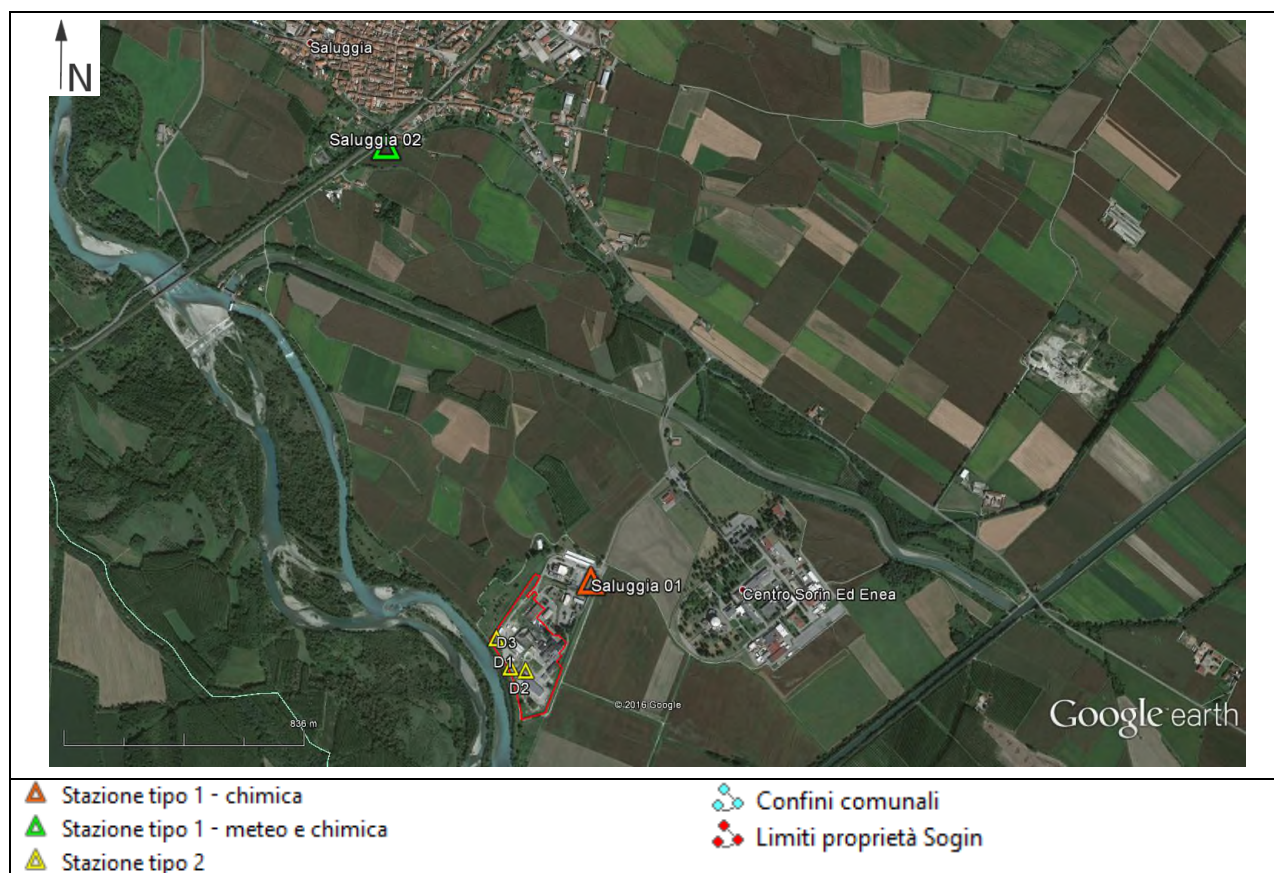 N
Saluggia
Saluggia 02
Saluggia 01
Centro Sorin Ed Enea
D3
D1
D2
© 2016 Google
836 m
Google earth
Stazione tipo 1 - chimica
Stazione tipo 1 - meteo e chimica
Stazione tipo 2
Confini comunali
Limiti proprietà Sogin